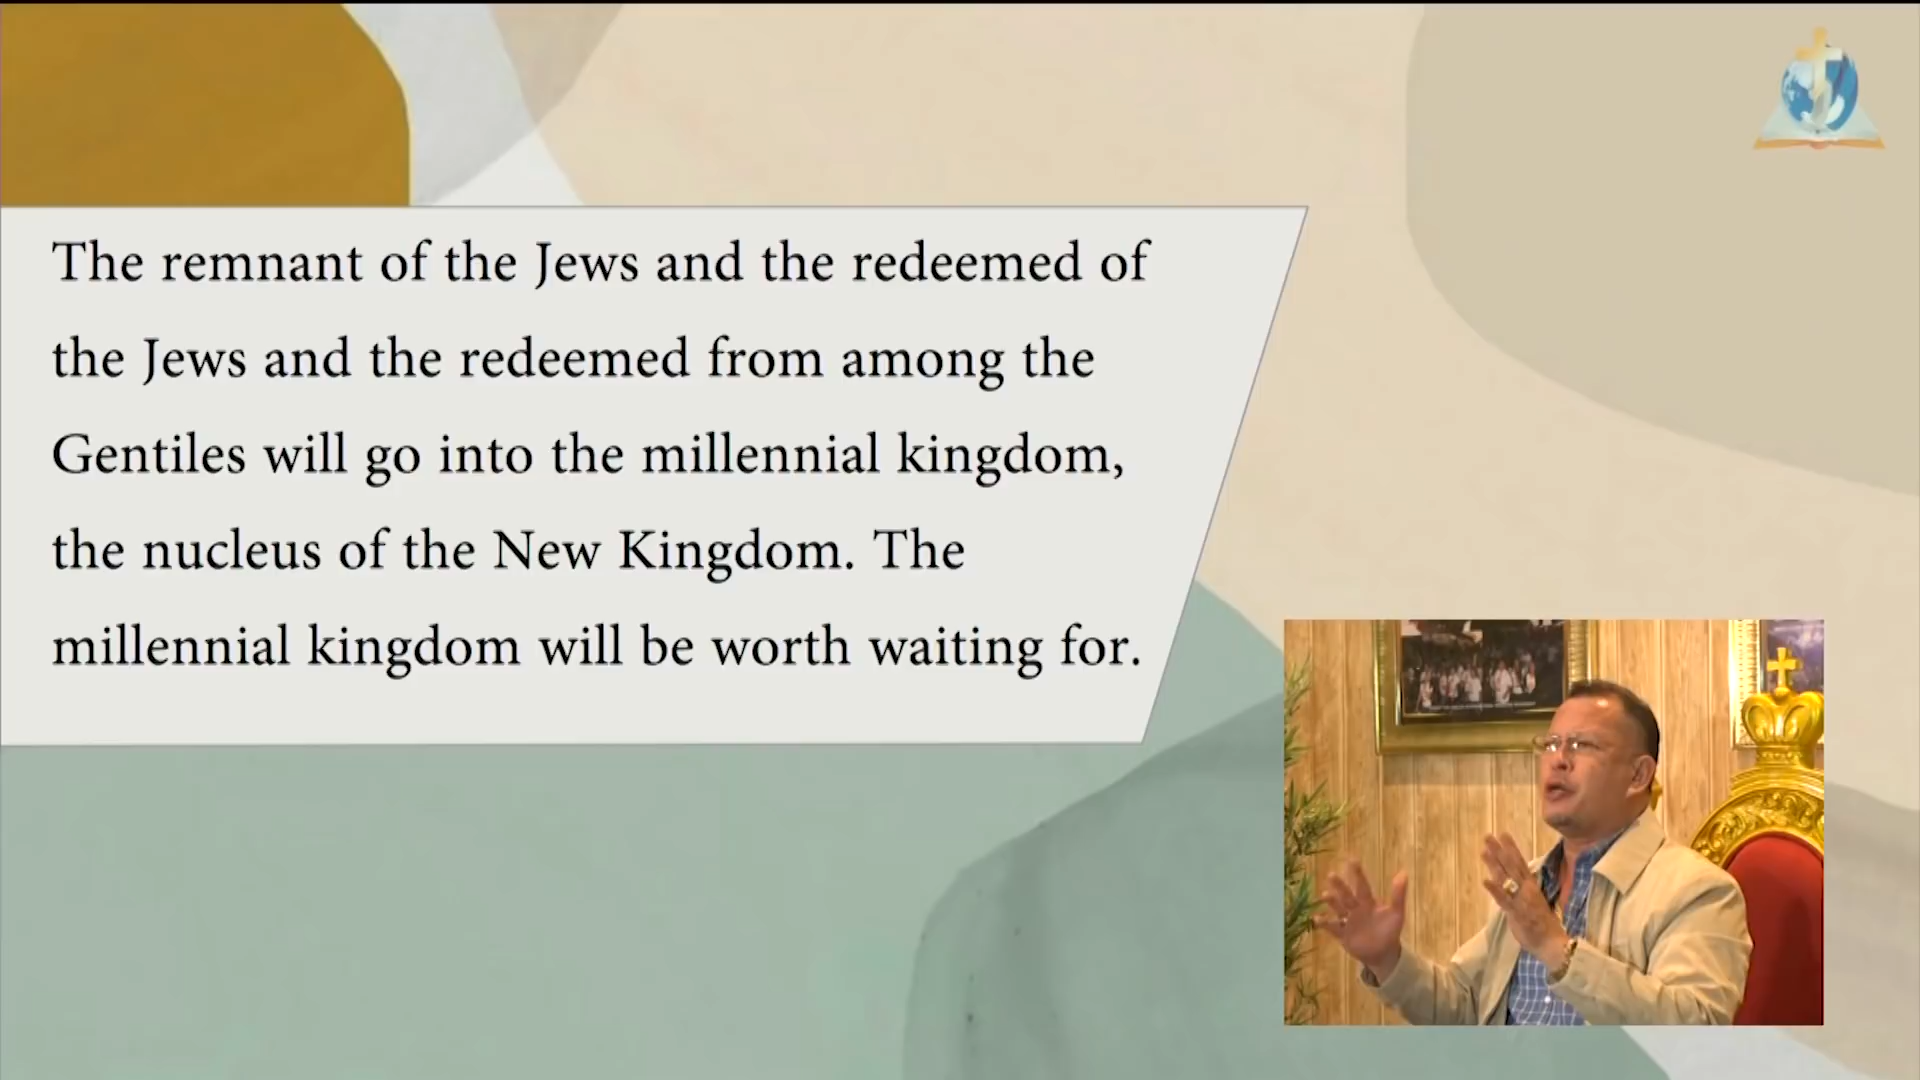 The remnant of the Jews and the redeemed of
the Jews and the redeemed from among the
Gentiles will go into the millennial kingdom,
the nucleus of the New Kingdom. The
millennial kingdom will be worth waiting for.